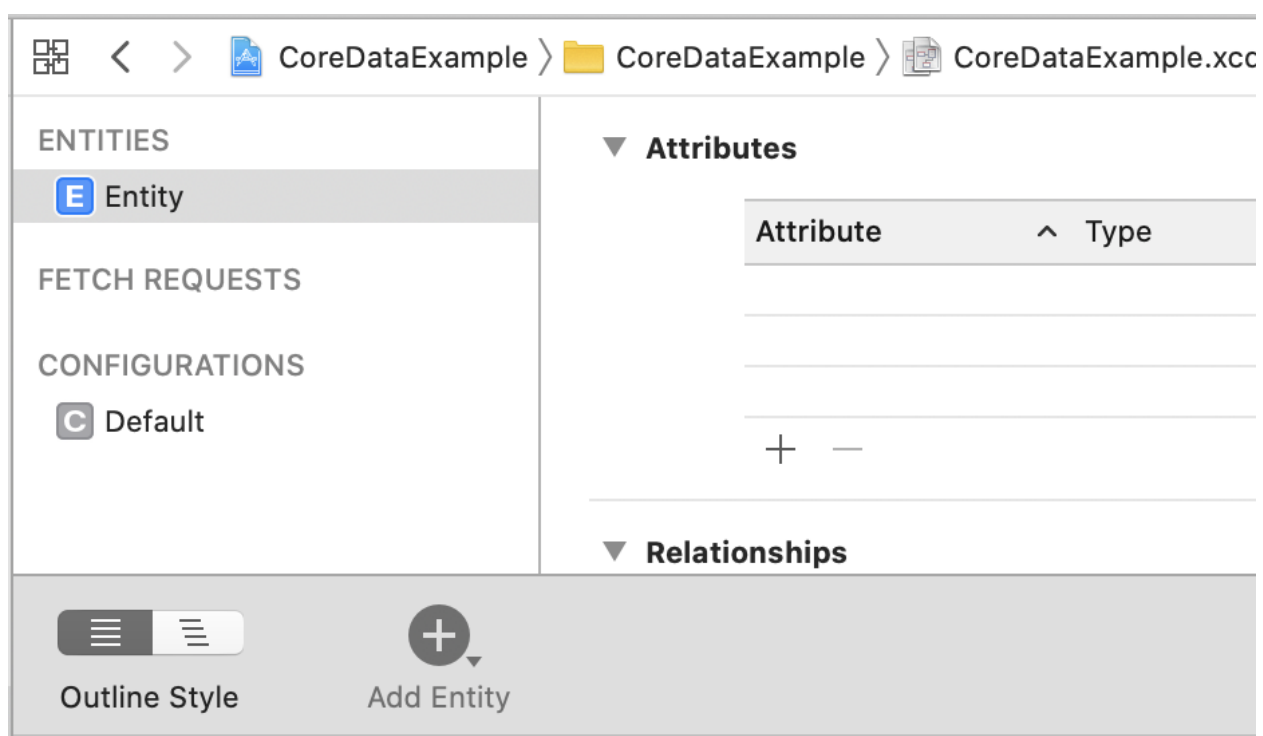 CoreDataExample 〉 CoreDataExample 〉 CoreDataExample.xcc
ENTITIES
E Entity
FETCH REQUESTS
CONFIGURATIONS
C Default
Attributes
Attribute Type
Relationships
Outline Style
Add Entity